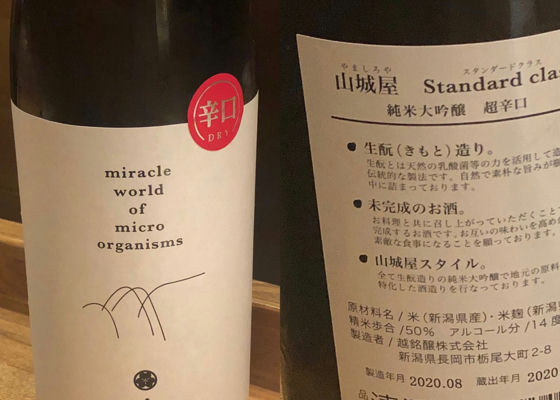 辛口
DRY
miracle
world
of
micro
organisms
やましろや
スタンダードクラス
山城屋 Standard cla
純米大吟醸 超辛口
● 生酛(きもと)造り。
生酛とは天然の乳酸菌等の力を活用して造
伝統的な製法です。自然で素朴な旨みが
中に詰まっております。
● 未完成のお酒。
お料理と共に召し上がっていただくことで
完成するお酒です。お互いの味わいを高め
素敵な食事になることを願っております。
● 山城屋スタイル。
全て生酛造りの純米大吟醸で地元の原料
特化した酒造りを行なっております。
原材料名/米(新潟県産)・米麹(新潟
精米歩合/50% アルコール分/14度
製造者/越銘醸株式会社
新潟県長岡市栃尾大町2-8
製造年月 2020.08 蔵出年月 2020